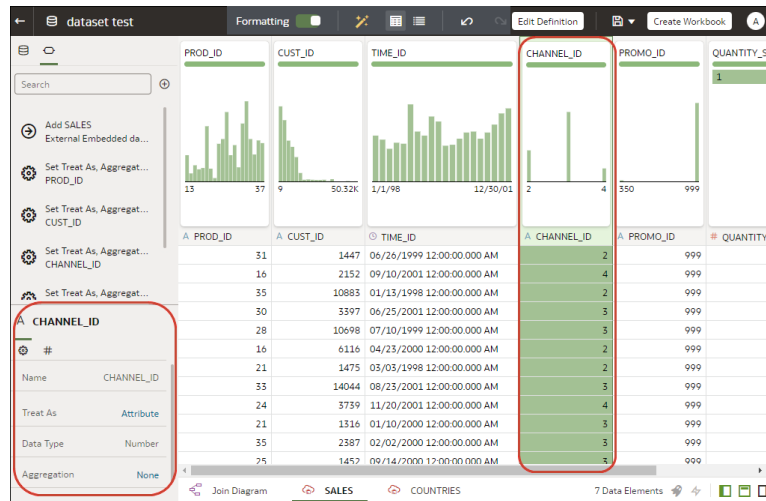 dataset test
Formatting
Edit Definition
Create Workbook
A
Search
Add SALES
External Embedded da...
Set Treat As, Aggregat...
PROD_ID
Set Treat As, Aggregat...
CUST_ID
Set Treat As, Aggregat...
CHANNEL_ID
Set Treat As, Aggregat...
A CHANNEL_ID
#
Name CHANNEL_ID
Treat As Attribute
Data Type Number
Aggregation None
PROD_ID CUST_ID TIME_ID CHANNEL_ID PROMO_ID QUANTITY_S
1
13 37 9 50.32K 1/1/98 12/30/01 2 4 350 999
A PROD_ID A CUST_ID TIME_ID A CHANNEL_ID A PROMO_ID # QUANTITY
31 1447 06/26/1999 12:00:00.000 AM 2 999
16 2152 09/10/2001 12:00:00.000 AM 4 999
35 10883 01/13/1998 12:00:00.000 AM 2 999
30 3397 06/25/2001 12:00:00.000 AM 3 999
28 10698 07/10/1999 12:00:00.000 AM 3 999
16 6116 04/23/2000 12:00:00.000 AM 2 999
21 1475 03/03/1998 12:00:00.000 AM 2 999
33 14044 08/23/2001 12:00:00.000 AM 3 999
24 3739 11/20/2001 12:00:00.000 AM 4 999
21 1316 01/10/2000 12:00:00.000 AM 3 999
35 2387 02/02/2000 12:00:00.000 AM 3 999
25 1452 09/14/2000 12:00:00.000 AM 3 999
Join Diagram SALES COUNTRIES 7 Data Elements